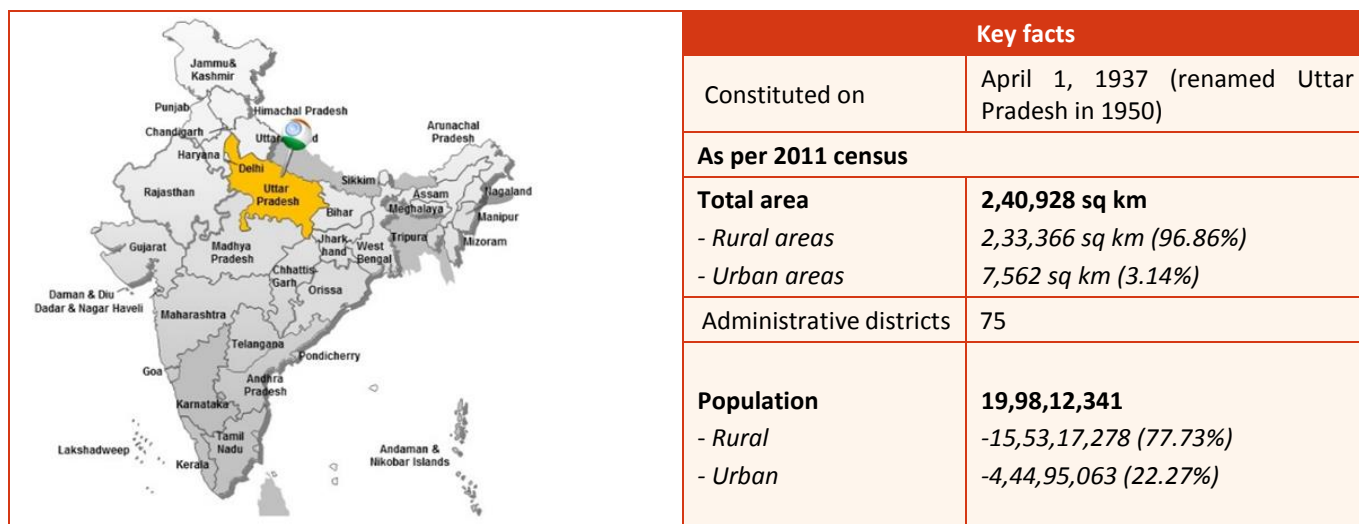 Jammu&
Kashmir
Punjab
Himachal Pradesh
Chandigarh
Haryana
Delhi
Arunachal
Pradesh
Rajasthan
Uttar
Pradesh
Sikkim
Assam
Nagaland
Bihar
Meghalaya
Manipur
Gujarat
Madhya
Pradesh
Jhar-
khand
West
Bengal
Tripura
Mizoram
Chhattis-
Garh
Orissa
Daman & Diu
Dadar & Nagar Haveli
Maharashtra
Telangana
Pondicherry
Goa
Andhra
Pradesh
Karnataka
Lakshadweep
Tamil
Nadu
Kerala
Andaman &
Nikobar Islands
Key facts
Constituted on
April 1, 1937 (renamed Uttar
Pradesh in 1950)
As per 2011 census
Total area 2,40,928 sq km
- Rural areas 2,33,366 sq km (96.86%)
- Urban areas 7,562 sq km (3.14%)
Administrative districts 75
Population 19,98,12,341
- Rural -15,53,17,278 (77.73%)
- Urban -4,44,95,063 (22.27%)